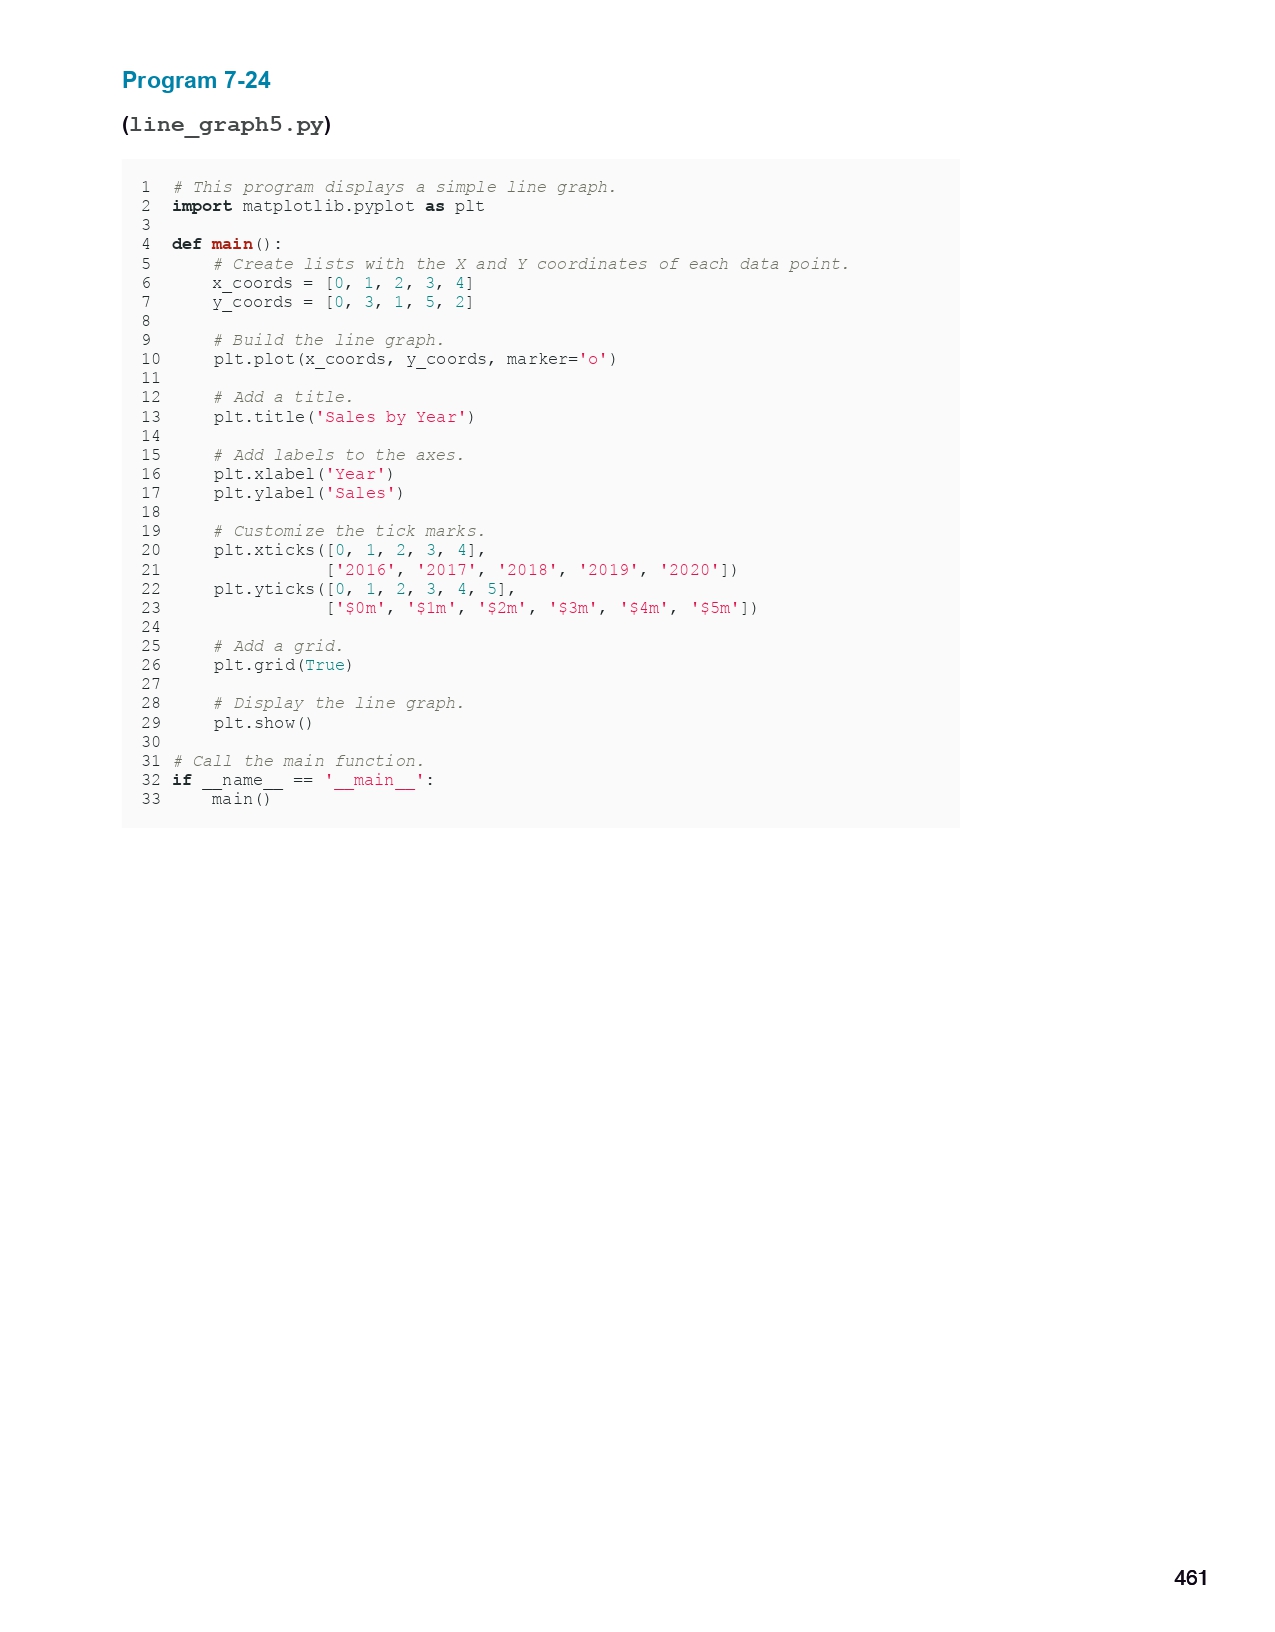 Program 7-24
(line_graph5.py)
1  # This program displays a simple line graph.
2  import matplotlib.pyplot as plt
3
4  def main():
5      # Create lists with the X and Y coordinates of each data point.
6      x_coords = [0, 1, 2, 3, 4]
7      y_coords = [0, 3, 1, 5, 2]
8
9      # Build the line graph.
10     plt.plot(x_coords, y_coords, marker='o')
11
12     # Add a title.
13     plt.title('Sales by Year')
14
15     # Add labels to the axes.
16     plt.xlabel('Year')
17     plt.ylabel('Sales')
18
19     # Customize the tick marks.
20     plt.xticks([0, 1, 2, 3, 4],
21                ['2016', '2017', '2018', '2019', '2020'])
22     plt.yticks([0, 1, 2, 3, 4, 5],
23                ['$0m', '$1m', '$2m', '$3m', '$4m', '$5m'])
24
25     # Add a grid.
26     plt.grid(True)
27
28     # Display the line graph.
29     plt.show()
30
31 # Call the main function.
32 if __name__ == '__main__':
33     main()
461